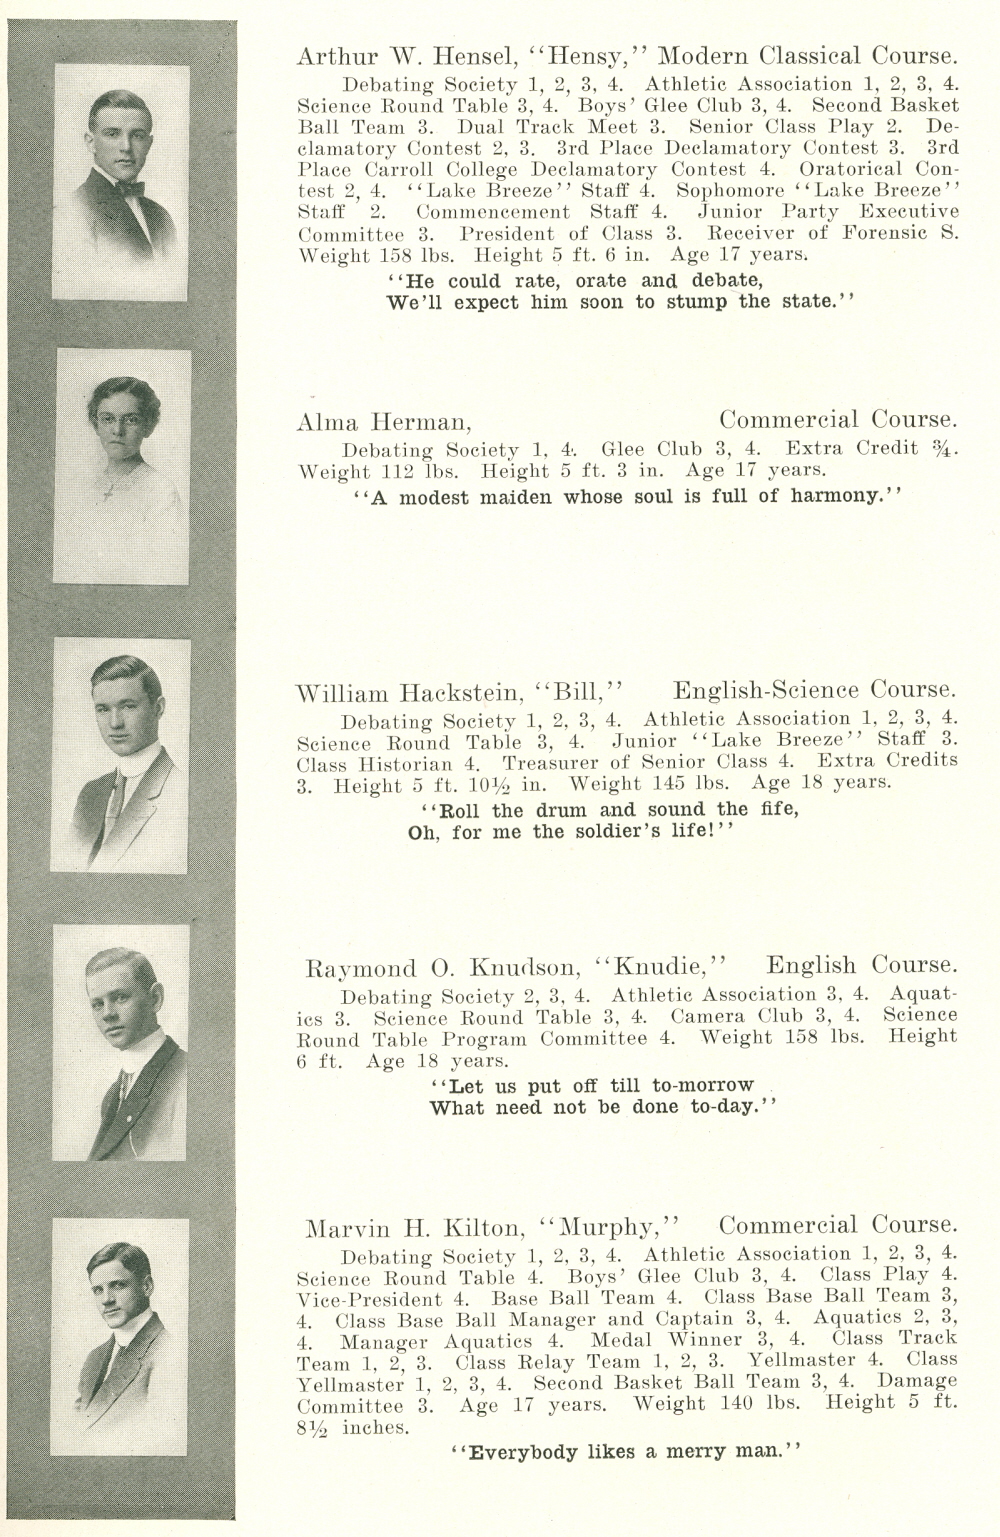 Arthur W. Hensel, ‘‘Hensy,’’ Modern Classical Course.
Debating Society 1, 2, 3, 4. Athletic Association 1, 2, 3, 4.
Science Round Table 3, 4. Boys’ Glee Club 3, 4. Second Basket
Ball Team 3. Dual Track Meet 3. Senior Class Play 2. De-
clamatory Contest 2, 3. 3rd Place Declamatory Contest 3. 3rd
Place Carroll College Declamatory Contest 4. Oratorical Con-
test 2, 4. ‘‘Lake Breeze’’ Staff 4. Sophomore ‘‘Lake Breeze’’
Staff 2. Commencement Staff 4. Junior Party Executive
Committee 3. President of Class 3. Receiver of Forensic S.
Weight 158 lbs. Height 5 ft. 6 in. Age 17 years.
‘‘He could rate, orate and debate,
We’ll expect him soon to stump the state.’’
Alma Herman, Commercial Course.
Debating Society 1, 4. Glee Club 3, 4. Extra Credit ¾.
Weight 112 lbs. Height 5 ft. 3 in. Age 17 years.
‘‘A modest maiden whose soul is full of harmony.’’
William Hackstein, ‘‘Bill,’’ English-Science Course.
Debating Society 1, 2, 3, 4. Athletic Association 1, 2, 3, 4.
Science Round Table 3, 4. Junior ‘‘Lake Breeze’’ Staff 3.
Class Historian 4. Treasurer of Senior Class 4. Extra Credits
3. Height 5 ft. 10½ in. Weight 145 lbs. Age 18 years.
‘‘Roll the drum and sound the fife,
Oh, for me the soldier’s life!’’
Raymond O. Knudson, ‘‘Knudie,’’ English Course.
Debating Society 2, 3, 4. Athletic Association 3, 4. Aquat-
ics 3. Science Round Table 3, 4. Camera Club 3, 4. Science
Round Table Program Committee 4. Weight 158 lbs. Height
6 ft. Age 18 years.
‘‘Let us put off till to-morrow
What need not be done to-day.’’
Marvin H. Kilton, ‘‘Murphy,’’ Commercial Course.
Debating Society 1, 2, 3, 4. Athletic Association 1, 2, 3, 4.
Science Round Table 4. Boys’ Glee Club 3, 4. Class Play 4.
Vice-President 4. Base Ball Team 4. Class Base Ball Team 3,
4. Class Base Ball Manager and Captain 3, 4. Aquatics 2, 3,
4. Manager Aquatics 4. Medal Winner 3, 4. Class Track
Team 1, 2, 3. Class Relay Team 1, 2, 3. Yellmaster 4. Class
Yellmaster 1, 2, 3, 4. Second Basket Ball Team 3, 4. Damage
Committee 3. Age 17 years. Weight 140 lbs. Height 5 ft.
8½ inches.
‘‘Everybody likes a merry man.’’